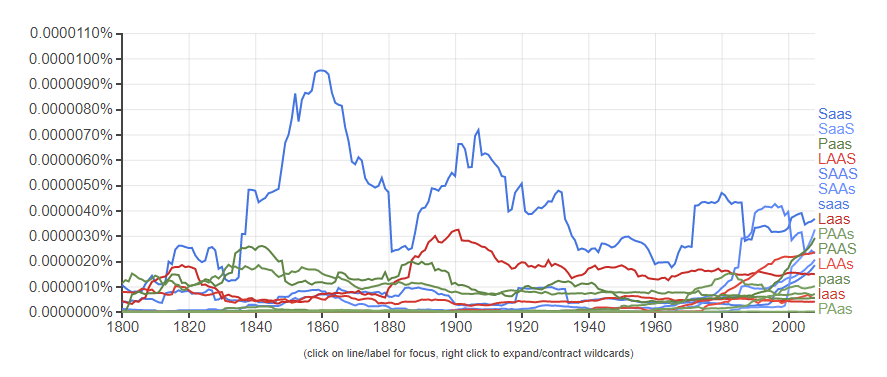 0.0000110%
0.0000100%
0.0000090%
0.0000080%
0.0000070%
0.0000060%
0.0000050%
0.0000040%
0.0000030%
0.0000020%
0.0000010%
0.0000000%
1800 1820 1840 1860 1880 1900 1920 1940 1960 1980 2000
Saas
SaaS
Paas
LAAS
SAAS
SAAs
saas
Laas
PAAs
PAAS
LAAs
paas
laas
PAas
(click on line/label for focus, right click to expand/contract wildcards)